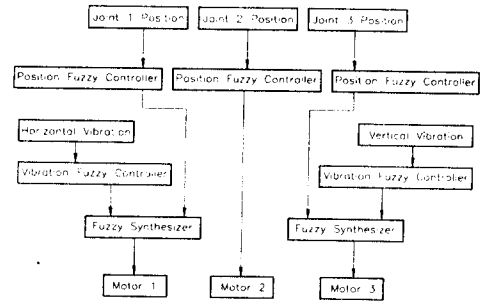 Joint 1 Position
Joint 2 Position
Joint 3 Position
Position Fuzzy Controller
Position Fuzzy Controller
Position Fuzzy Controller
Horizontal Vibration
Vertical Vibration
Vibration Fuzzy Controller
Vibration Fuzzy Controller
Fuzzy Synthesizer
Fuzzy Synthesizer
Motor 1
Motor 2
Motor 3